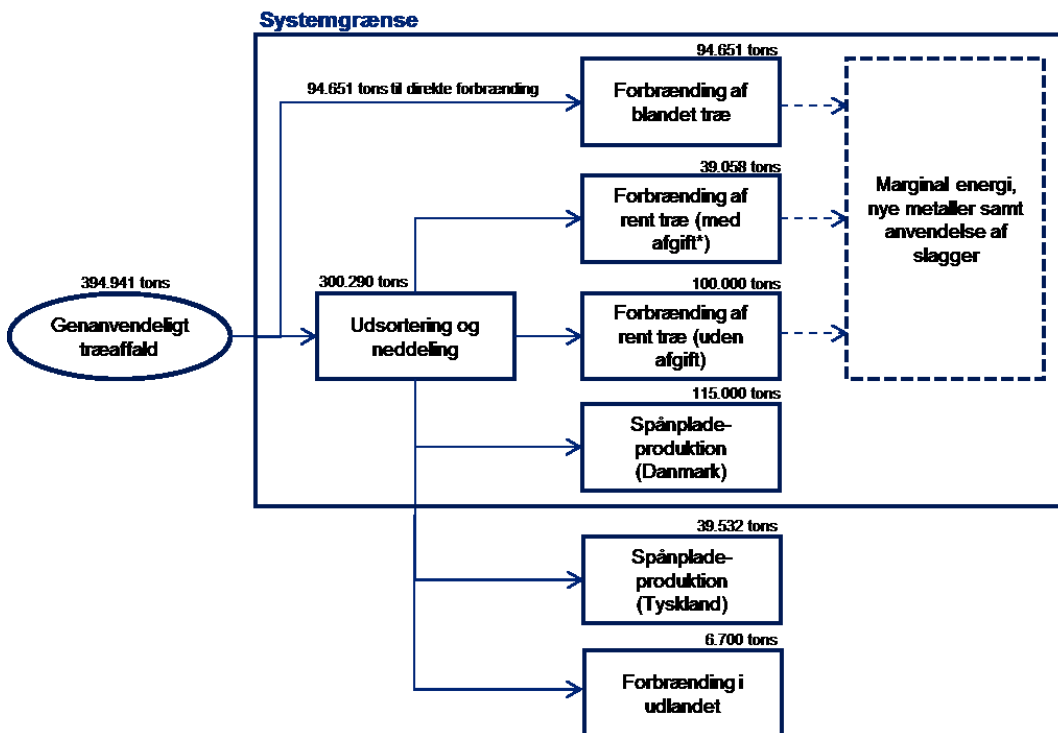 Systemgrænse
94.651 tons
94.651 tons til direkte forbrænding
Forbrænding af
blandet træ
39.058 tons
Forbrænding af
rent træ (med
afgift*)
Marginal energi,
nye metaller samt
anvendelse af
slagger
394.941 tons
Genanvendeligt
træaffald
300.290 tons
Udsortering og
neddeling
100.000 tons
Forbrænding af
rent træ (uden
afgift)
115.000 tons
Spånplade-
produktion
(Danmark)
39.532 tons
Spånplade-
produktion
(Tyskland)
6.700 tons
Forbrænding i
udlandet